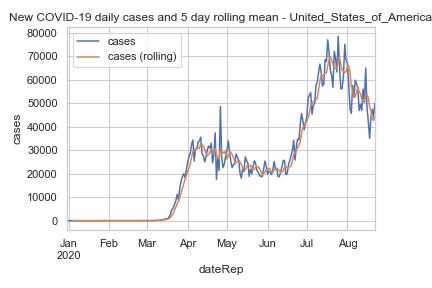 New COVID-19 daily cases and 5 day rolling mean - United_States_of_America
80000
70000
60000
50000
40000
30000
20000
10000
0
cases
cases
cases (rolling)
Jan Feb Mar Apr May Jun Jul Aug
2020
dateRep